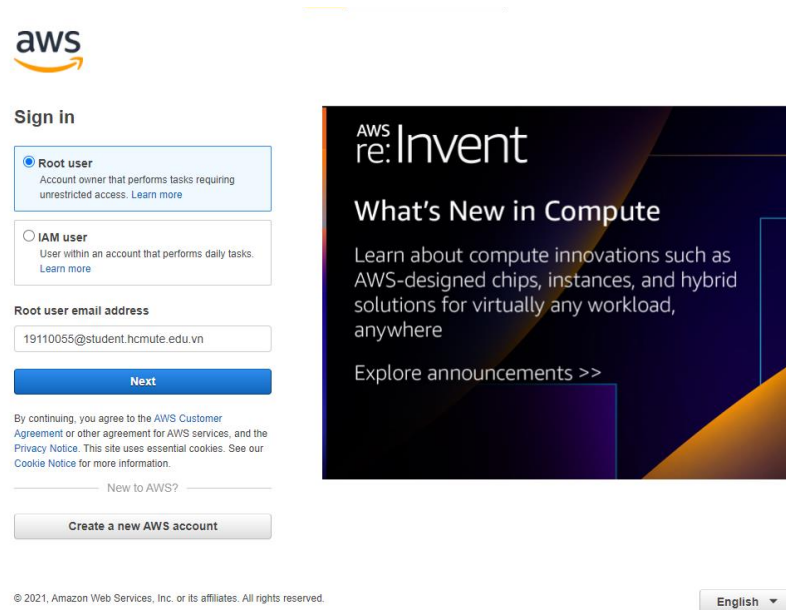 aws
Sign in
Root user
Account owner that performs tasks requiring
unrestricted access. Learn more
IAM user
User within an account that performs daily tasks.
Learn more
Root user email address
19110055@student.hcmute.edu.vn
Next
By continuing, you agree to the AWS Customer
Agreement or other agreement for AWS services, and the
Privacy Notice. This site uses essential cookies. See our
Cookie Notice for more information.
New to AWS?
Create a new AWS account
AWS
re:Invent
What's New in Compute
Learn about compute innovations such as
AWS-designed chips, instances, and hybrid
solutions for virtually any workload,
anywhere
Explore announcements >>
© 2021, Amazon Web Services, Inc. or its affiliates. All rights reserved.
English